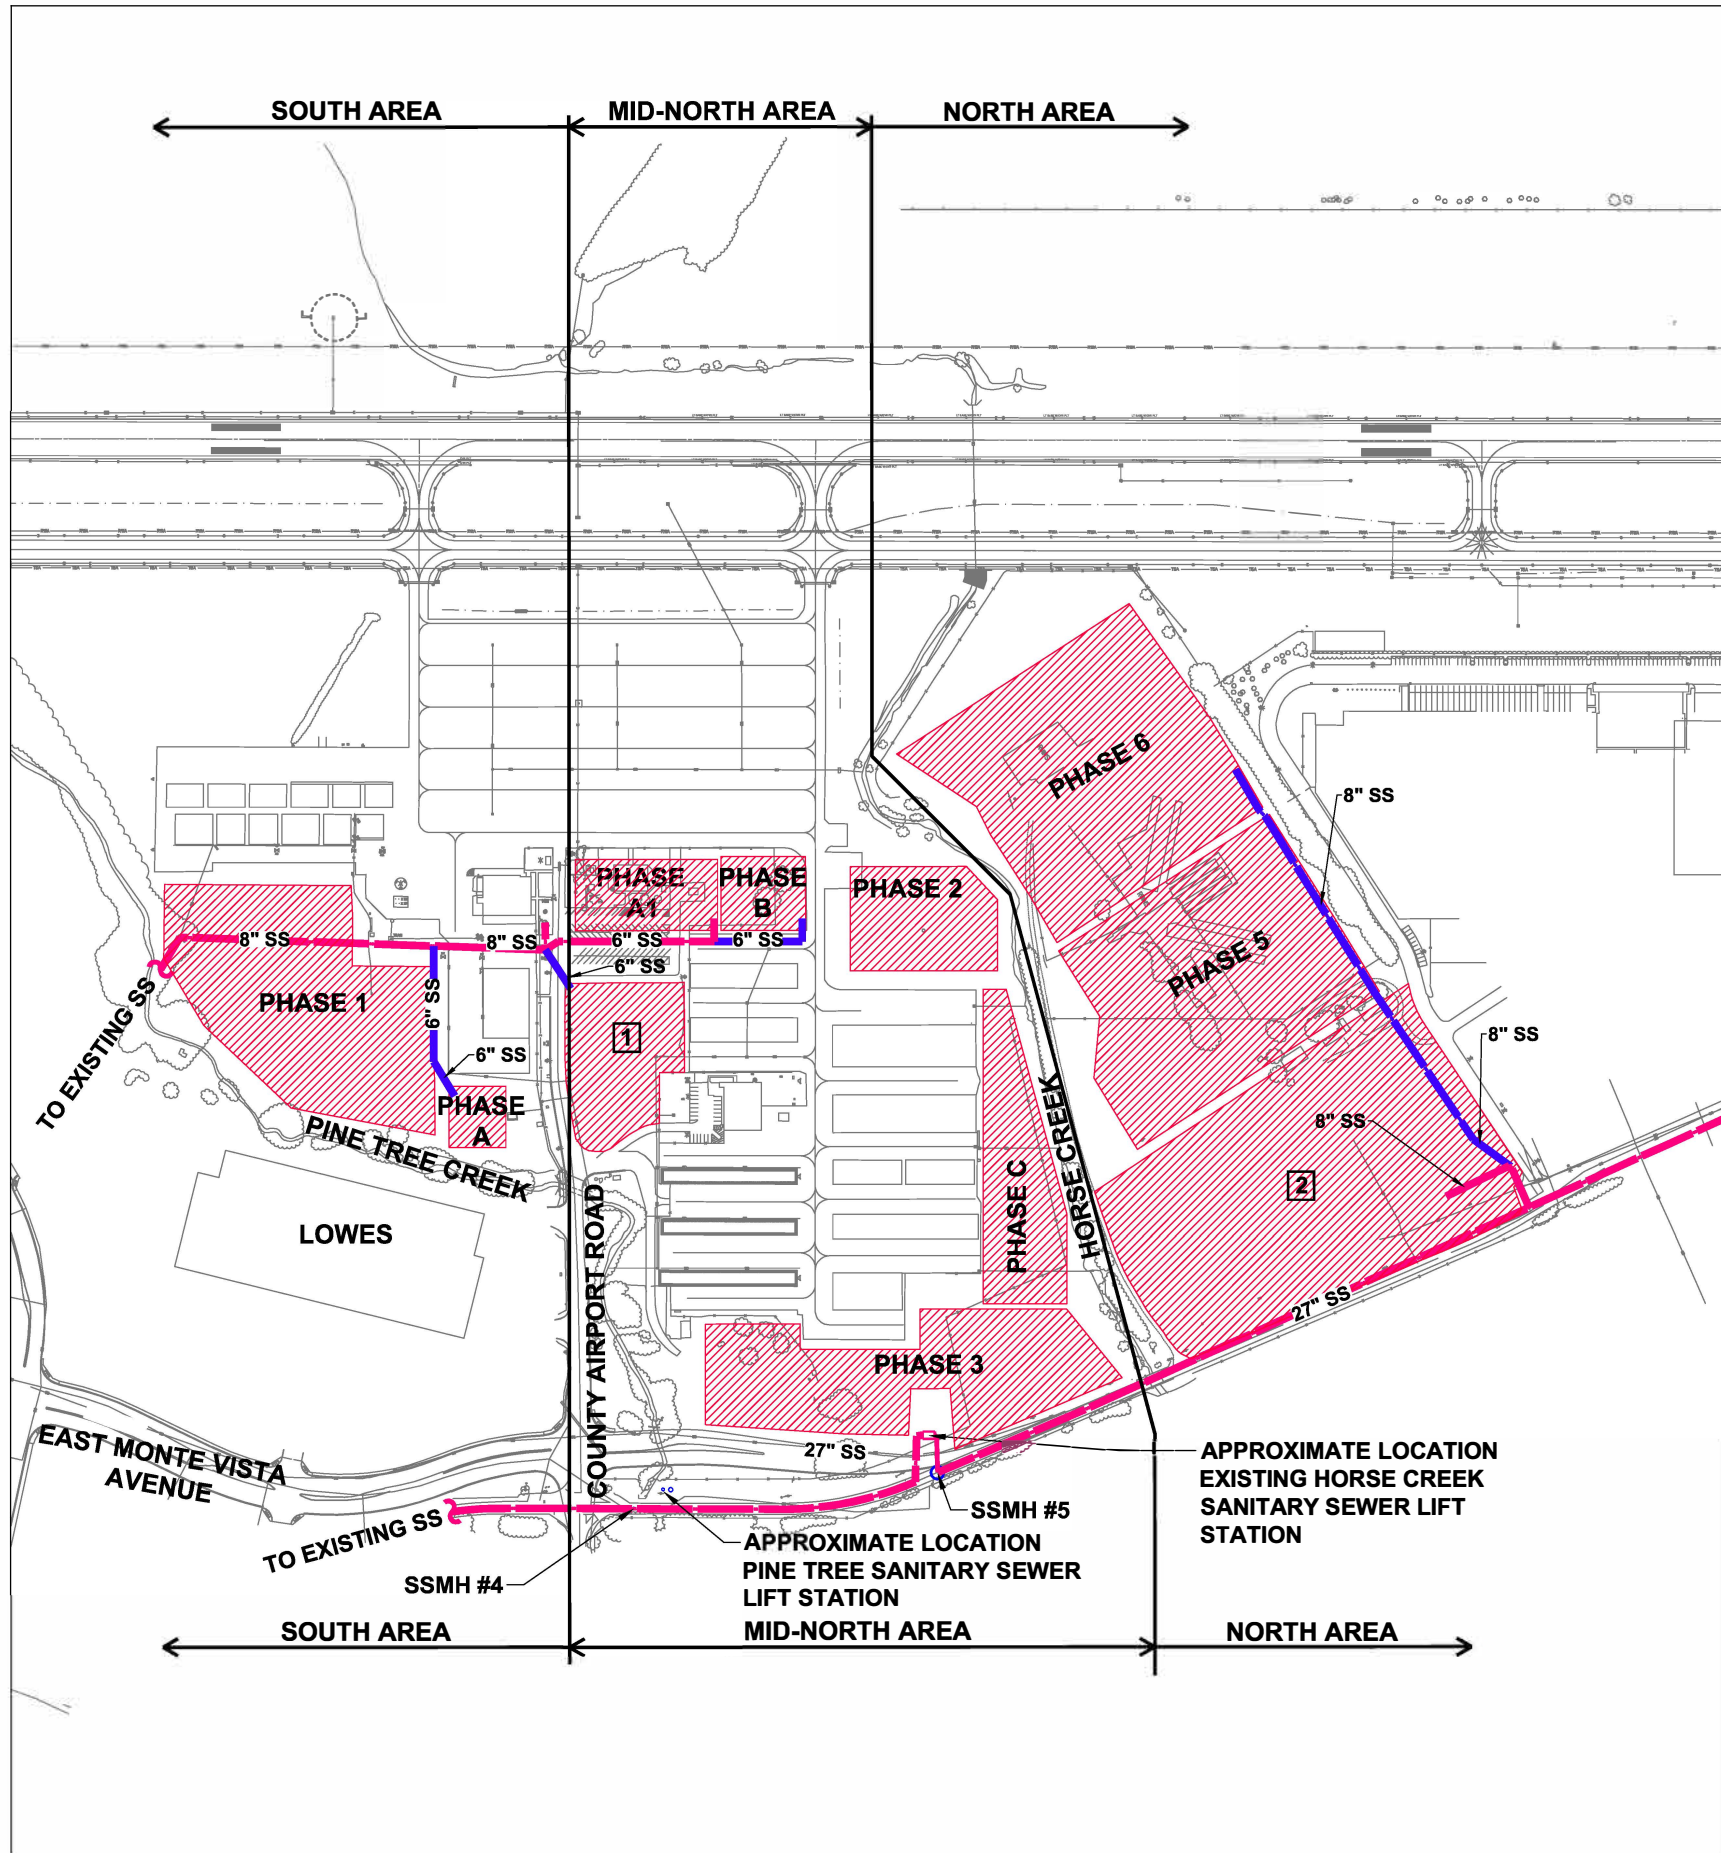 SOUTH AREA
MID-NORTH AREA
NORTH AREA
PHASE 6
8" SS
PHASE
A1
PHASE
B
PHASE 2
8" SS
8" SS
6" SS
6" SS
6" SS
PHASE 5
PHASE 1
6" SS
1
6" SS
8" SS
TO EXISTING SS
PHASE
A
8" SS
PINE TREE CREEK
HORSE CREEK
PHASE C
2
LOWES
COUNTY AIRPORT ROAD
27" SS
PHASE 3
EAST MONTE VISTA
AVENUE
27" SS
APPROXIMATE LOCATION
EXISTING HORSE CREEK
SANITARY SEWER LIFT
STATION
SSMH #5
TO EXISTING SS
APPROXIMATE LOCATION
PINE TREE SANITARY SEWER
LIFT STATION
SSMH #4
SOUTH AREA
MID-NORTH AREA
NORTH AREA